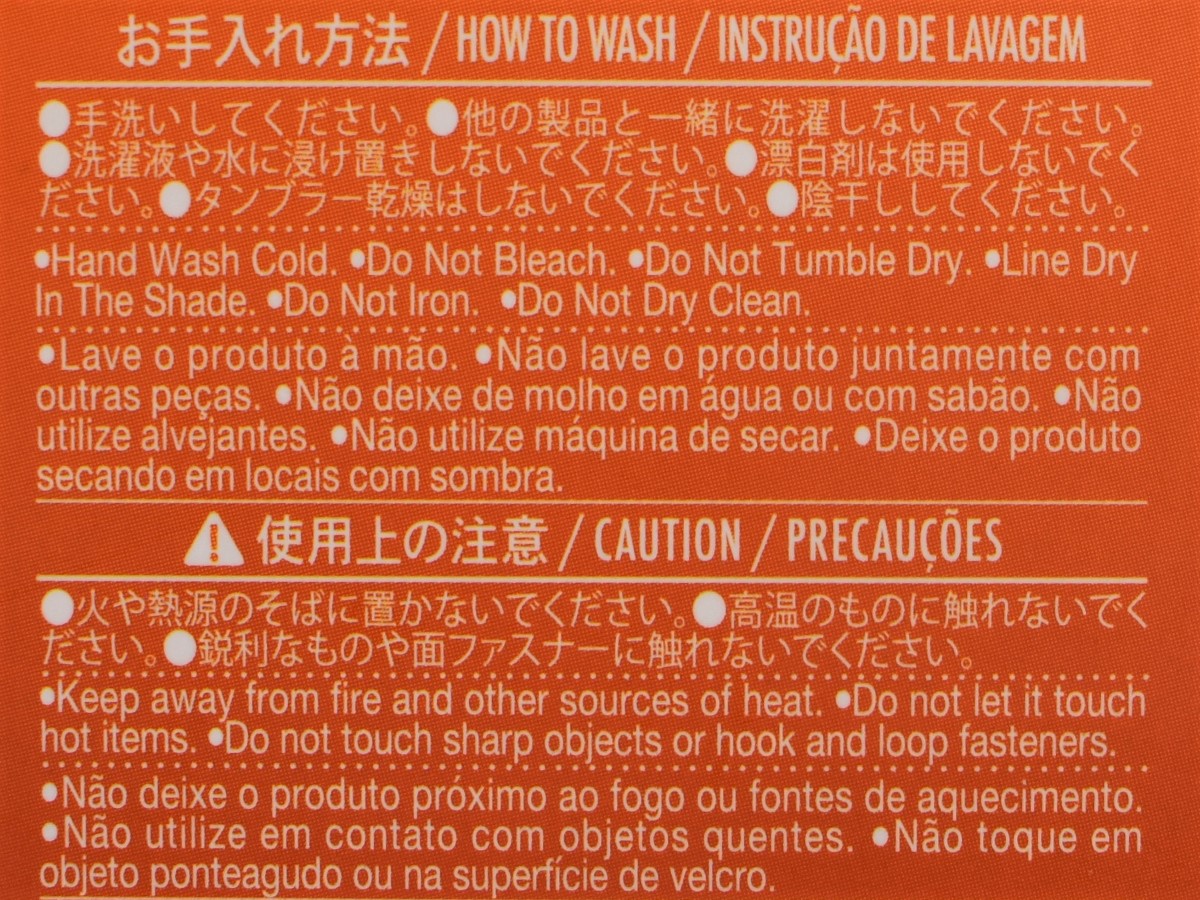 お手入れ方法 / HOW TO WASH / INSTRUÇÃO DE LAVAGEM
●手洗いしてください。●他の製品と一緒に洗濯しないでください。
●洗濯液や水に浸け置きしないでください。●漂白剤は使用しないでく
ださい。●タンブラー乾燥はしないでください。●陰干ししてください。
•Hand Wash Cold. •Do Not Bleach. •Do Not Tumble Dry. •Line Dry
In The Shade. •Do Not Iron. •Do Not Dry Clean.
•Lave o produto à mão. •Não lave o produto juntamente com
outras peças. •Não deixe de molho em água ou com sabão. •Não
utilize alvejantes. •Não utilize máquina de secar. •Deixe o produto
secando em locais com sombra.
⚠使用上の注意 / CAUTION / PRECAUÇÕES
●火や熱源のそばに置かないでください。●高温のものに触れないでく
ださい。●鋭利なものや面ファスナーに触れないでください。
•Keep away from fire and other sources of heat. •Do not let it touch
hot items. •Do not touch sharp objects or hook and loop fasteners.
•Não deixe o produto próximo ao fogo ou fontes de aquecimento.
•Não utilize em contato com objetos quentes. •Não toque em
objeto ponteagudo ou na superfície de velcro.